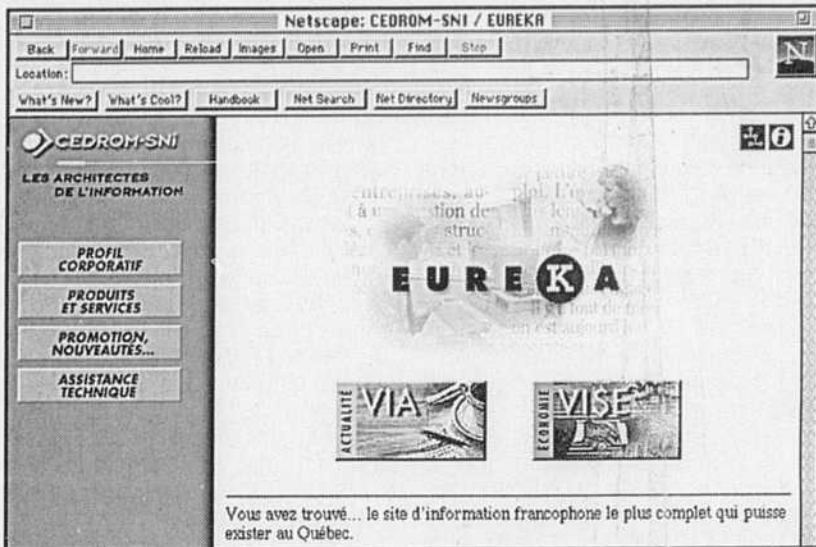 Netscape: CEDROM-SNI / EUREKA
Back Forward Home Reload Images Open Print Find Stop
N
Location:
What's New? What's Cool? Handbook Net Search Net Directory Newsgroups
CEDROM-SNi
LES ARCHITECTES
DE L'INFORMATION
PROFIL
CORPORATIF
PRODUITS
ET SERVICES
PROMOTION,
NOUVEAUTÉS...
ASSISTANCE
TECHNIQUE
entreprises, au-
EUREKA
ACTUALITÉ VIA
ÉCONOMIE VISE
Vous avez trouvé... le site d'information francophone le plus complet qui puisse
exister au Québec.